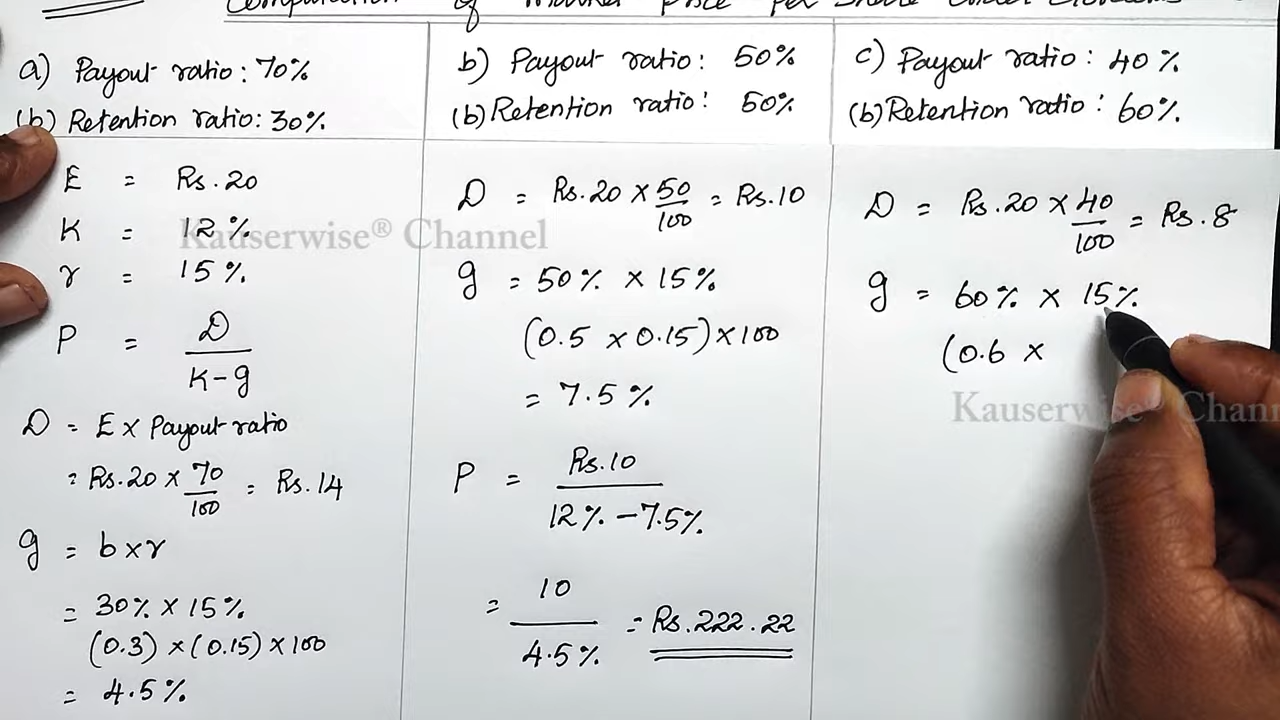 a) Payout ratio: 70%
(b) Retention ratio: 30%
E = Rs. 20
K = 12%
r = 15%
P = D / K-g
D = E x Payout ratio
= Rs.20 x 70/100 = Rs. 14
g = b x r
= 30% x 15%
(0.3) x (0.15) x 100
= 4.5%
b) Payout ratio: 50%
(b) Retention ratio: 50%
D = Rs.20 x 50/100 = Rs.10
g = 50% x 15%
(0.5 x 0.15) x 100
= 7.5%
P = Rs.10 / 12% - 7.5%
= 10 / 4.5% = Rs.222.22
c) Payout ratio: 40%
(b) Retention ratio: 60%
D = Rs.20 x 40/100 = Rs.8
g = 60% x 15%
(0.6 x
Kauserwise® Channel
Kauserwise® Chann